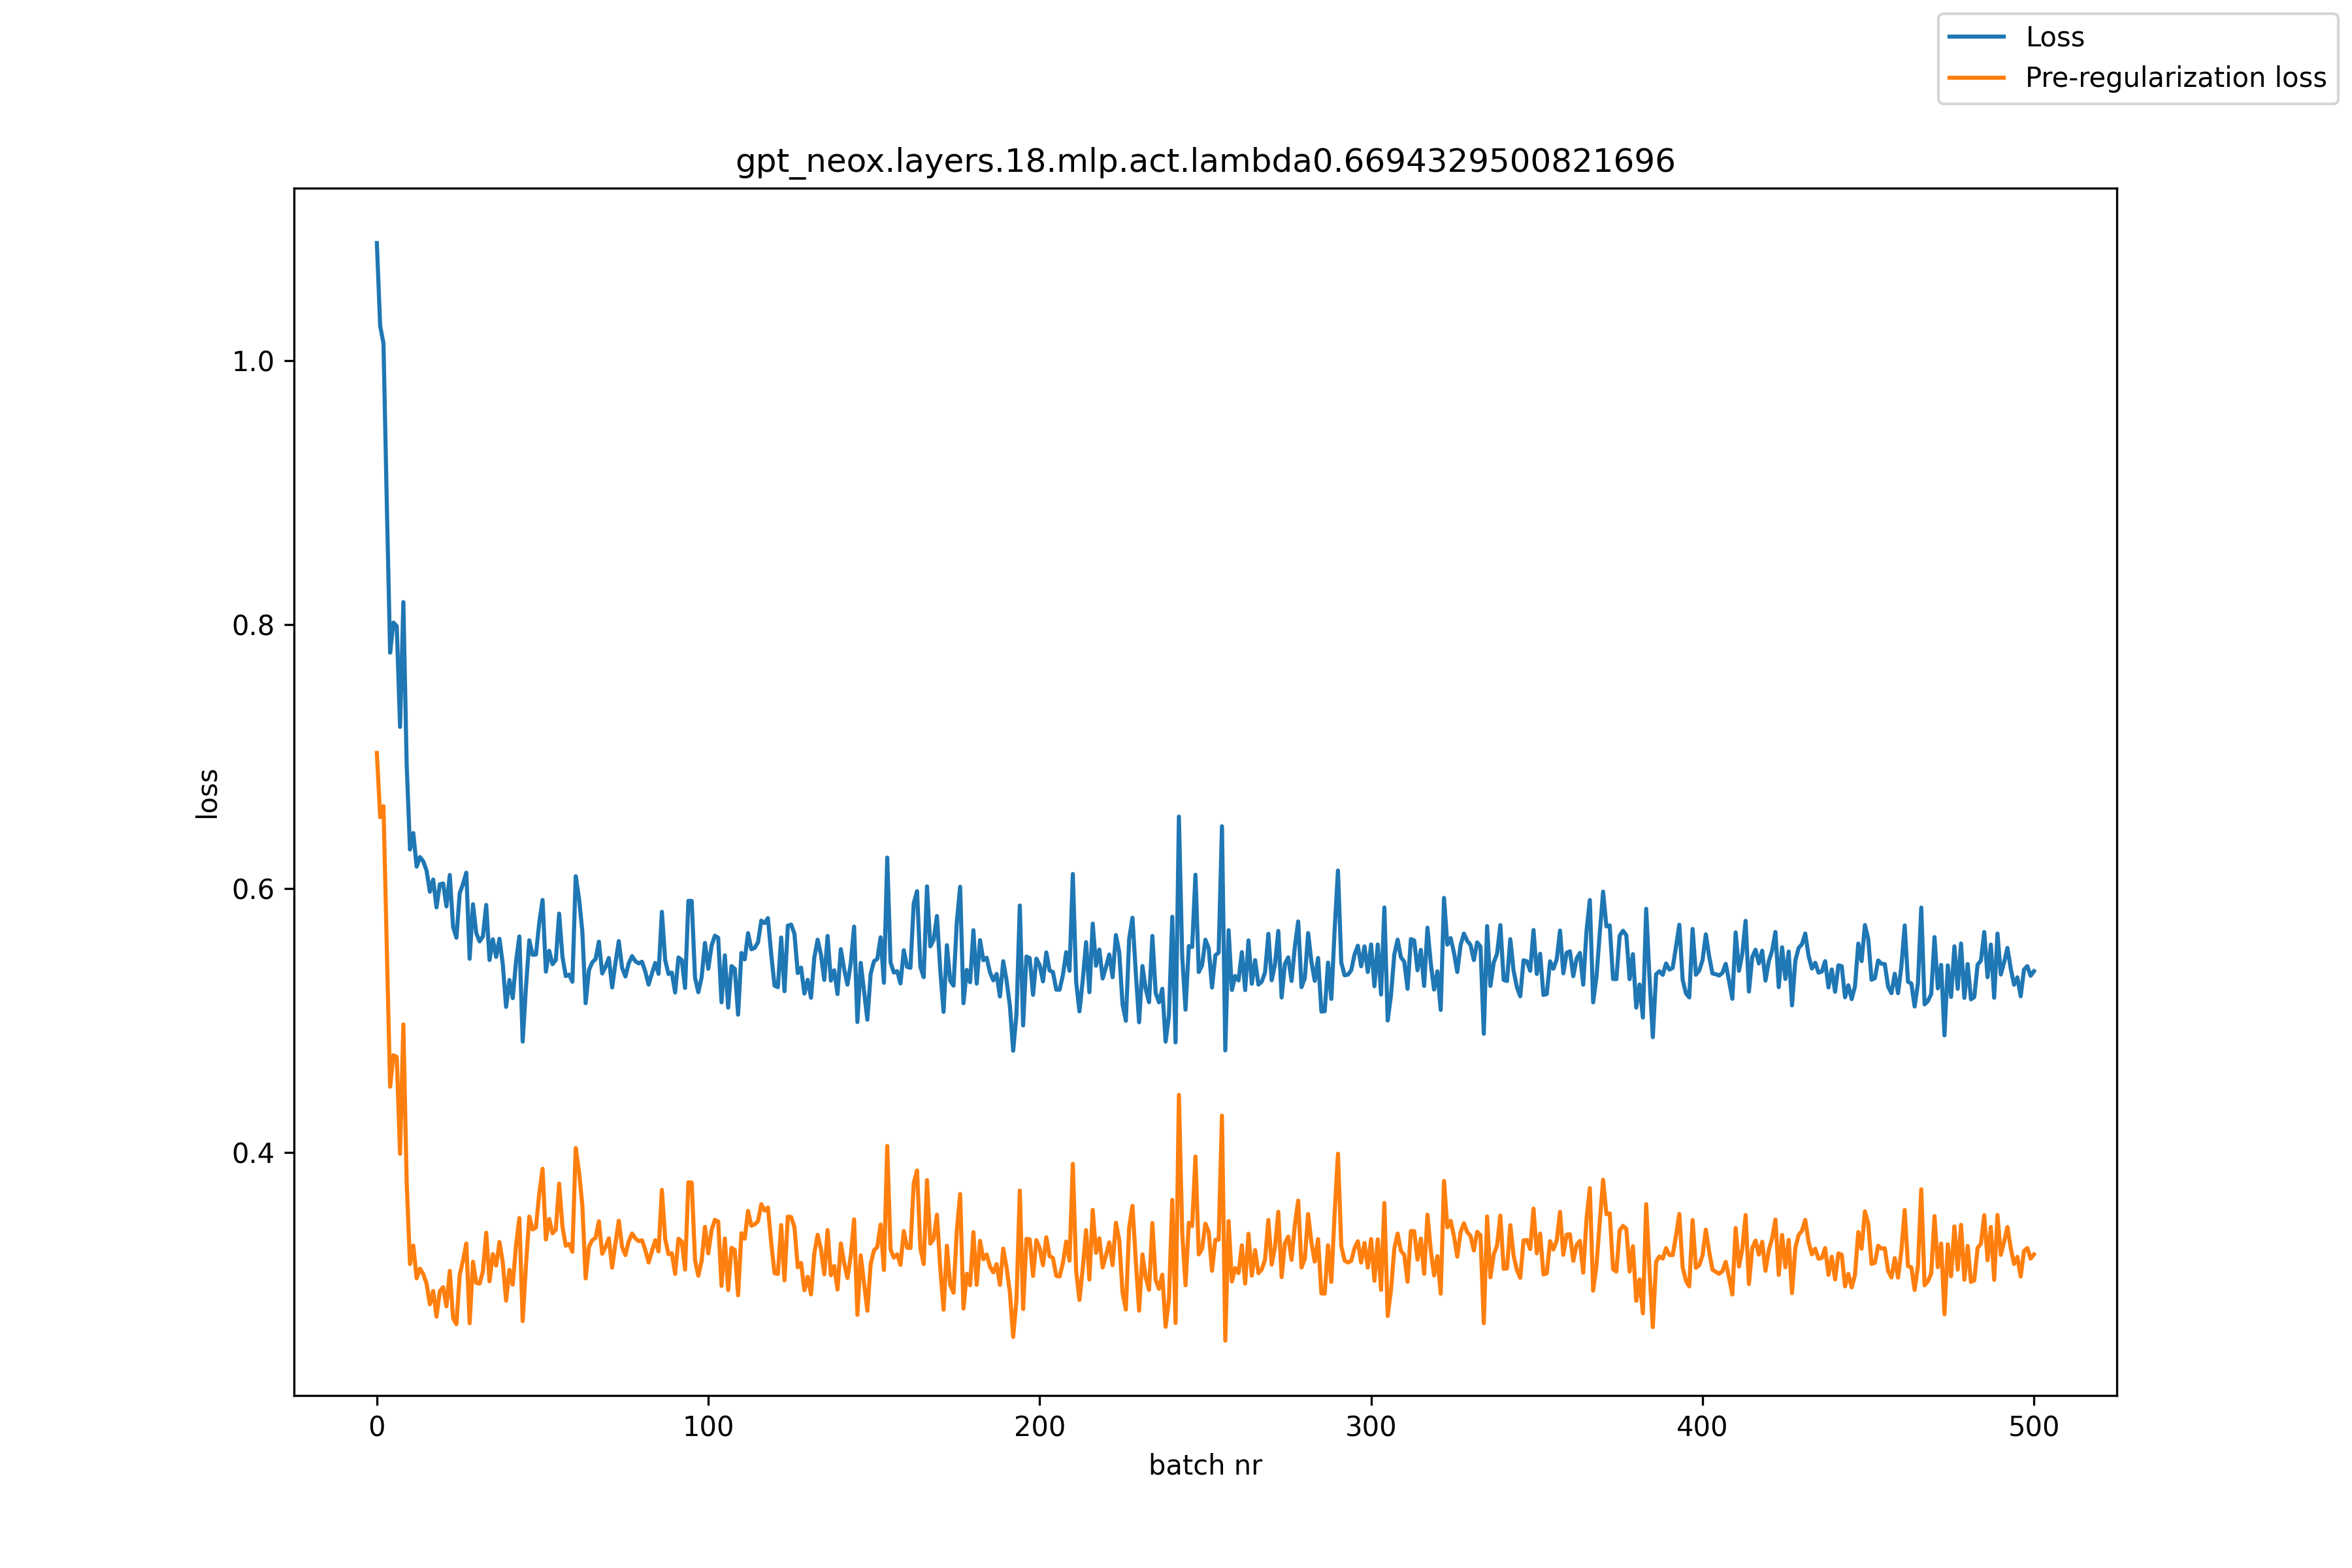 Loss
Pre-regularization loss
gpt_neox.layers.18.mlp.act.lambda0.6694329500821696
1.0
0.8
0.6
0.4
loss
0 100 200 300 400 500
batch nr